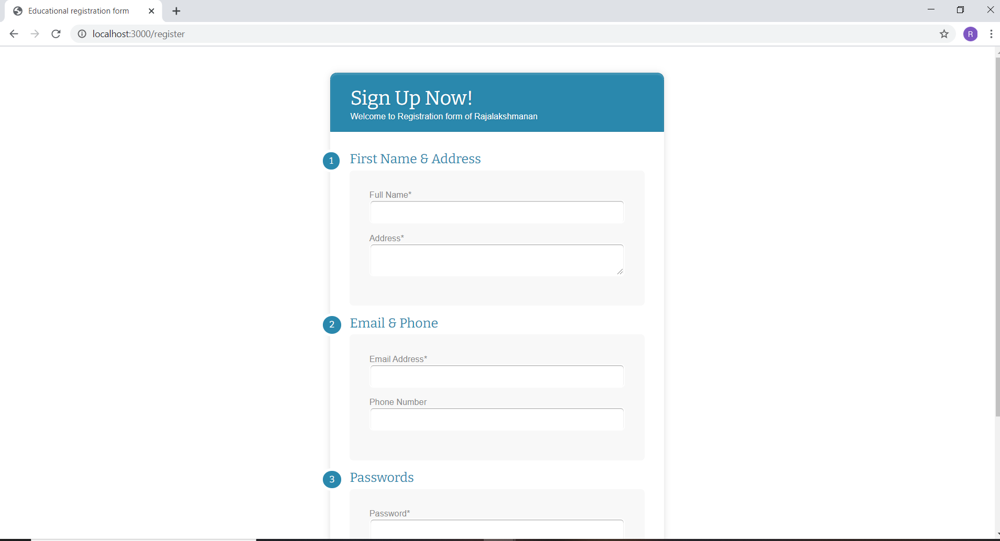 Educational registration form
localhost:3000/register
R
Sign Up Now!
Welcome to Registration form of Rajalakshmanan
1 First Name & Address
Full Name*
Address*
2 Email & Phone
Email Address*
Phone Number
3 Passwords
Password*